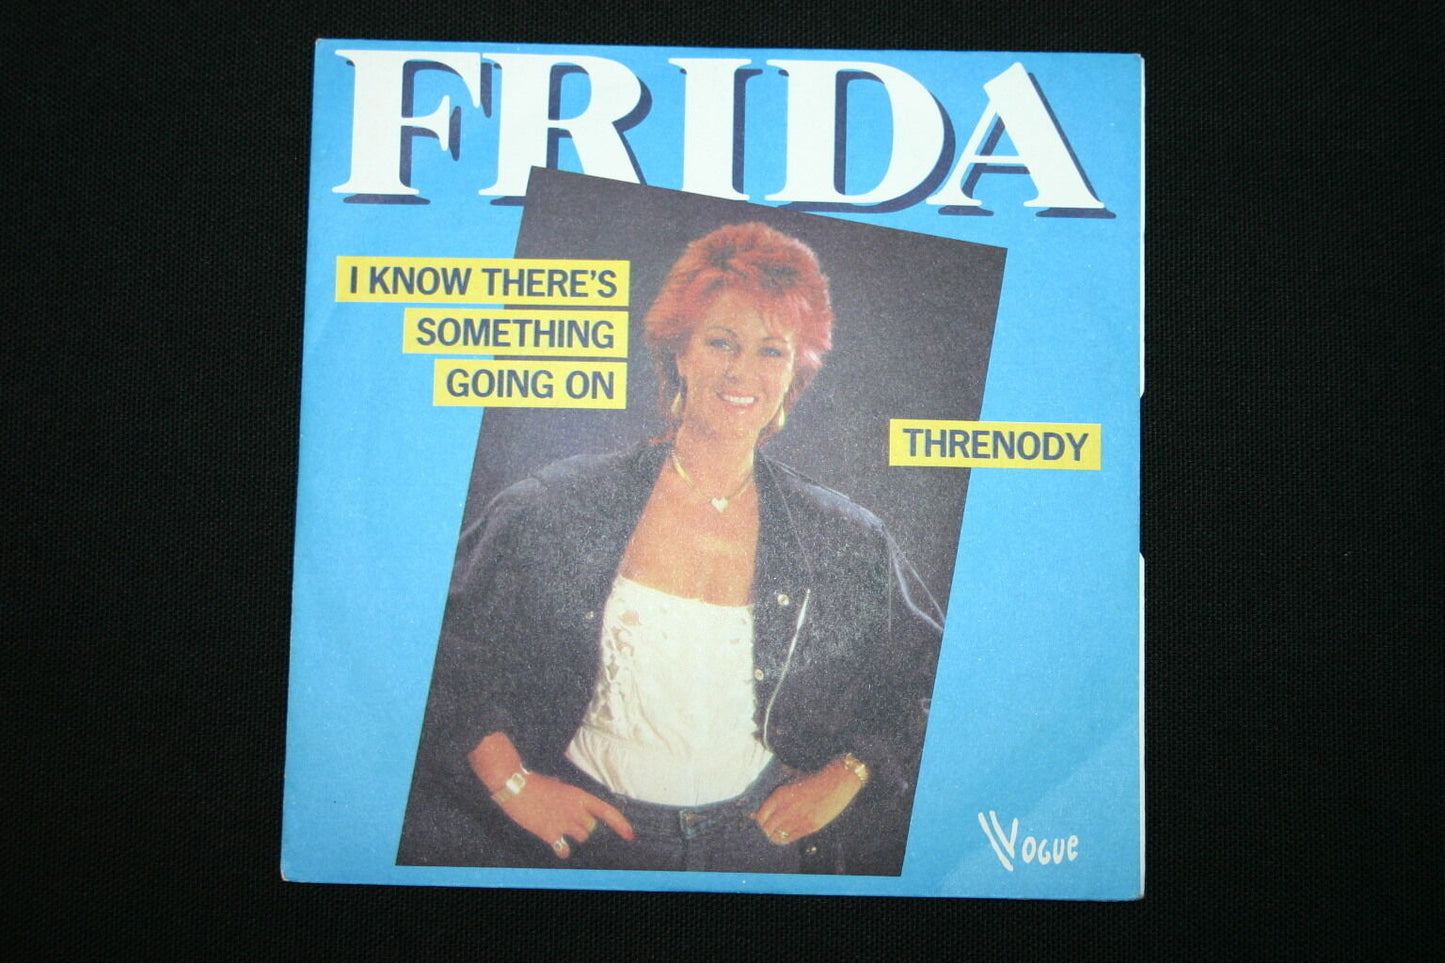 FRIDA
I KNOW THERE'S
SOMETHING
GOING ON
THRENODY
VOGUE